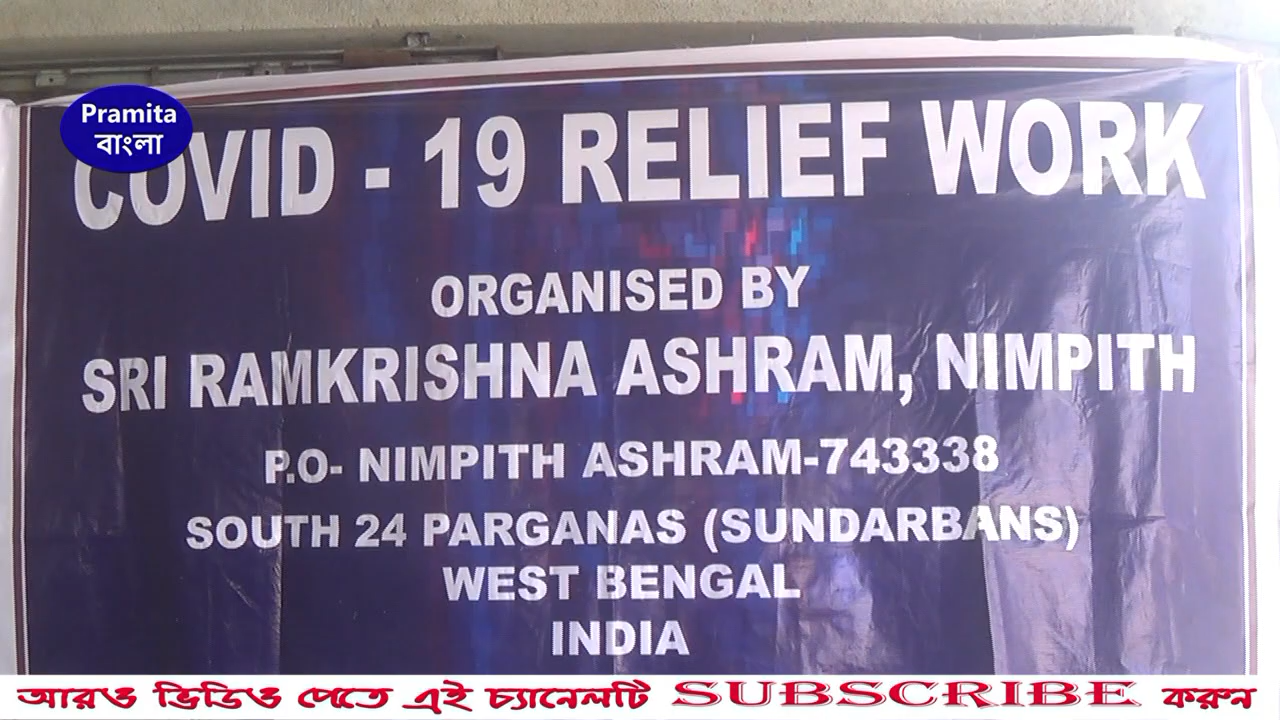 Pramita
বাংলা
COVID - 19 RELIEF WORK
ORGANISED BY
SRI RAMKRISHNA ASHRAM, NIMPITH
P.O- NIMPITH ASHRAM-743338
SOUTH 24 PARGANAS (SUNDARBANS)
WEST BENGAL
INDIA
আরও ভিডিও পেতে এই চ্যানেলটি SUBSCRIBE করুন